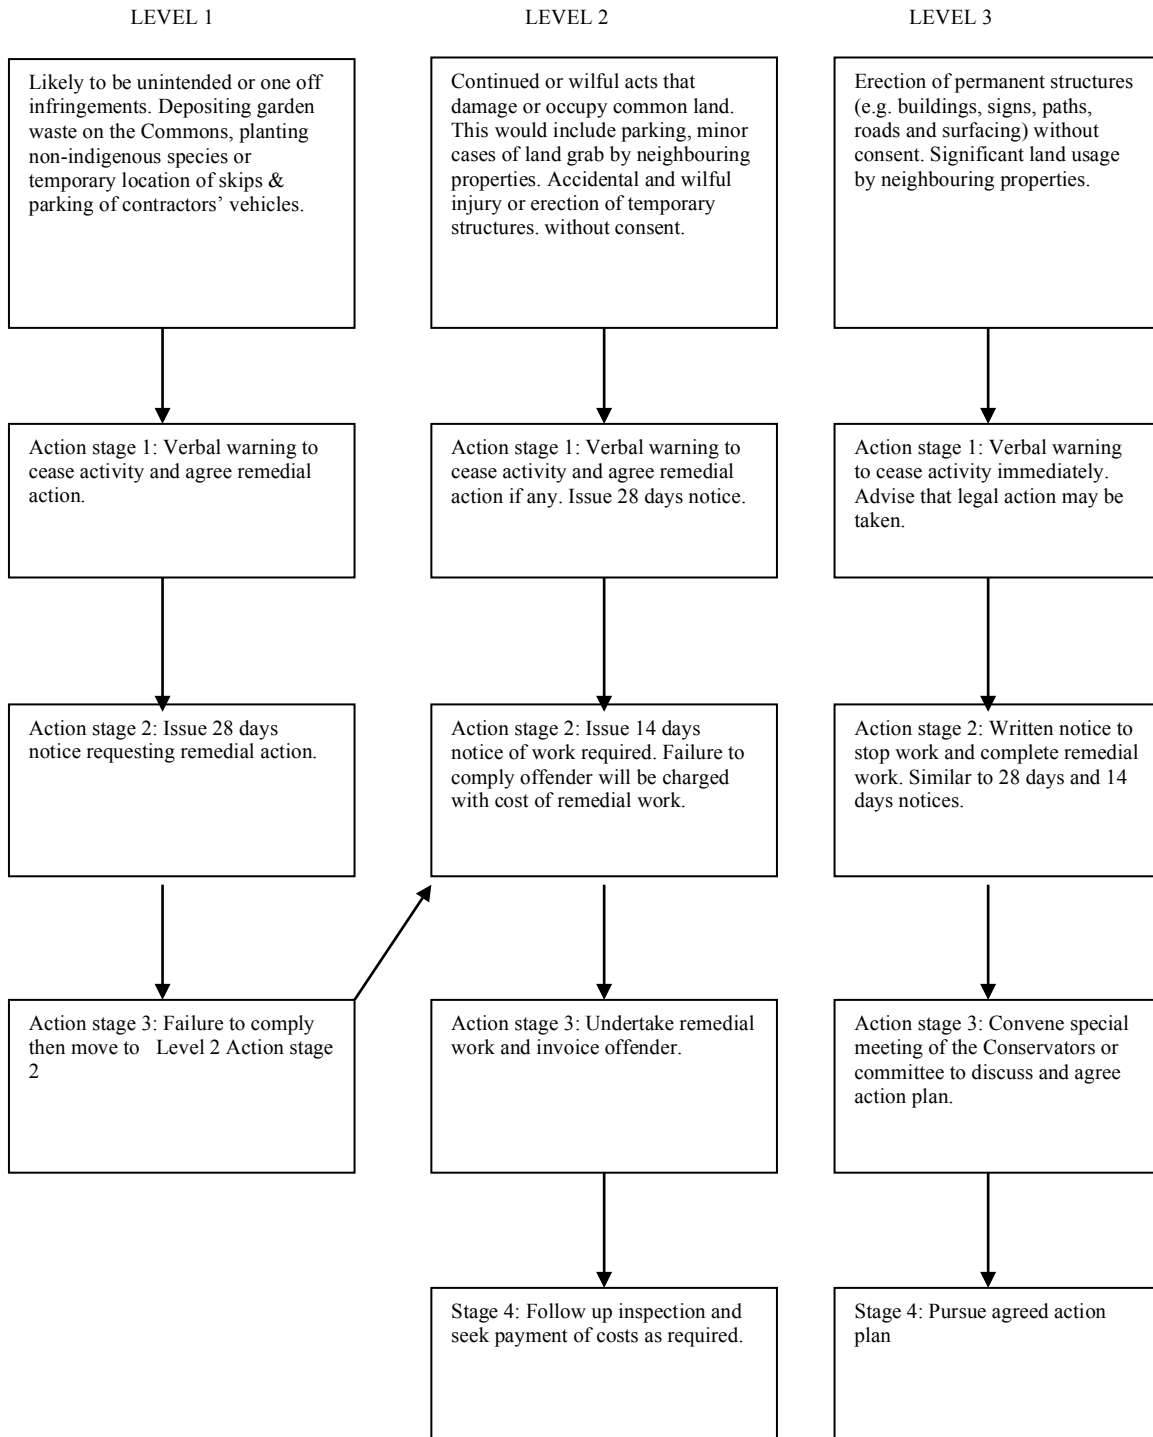 LEVEL 1
LEVEL 2
LEVEL 3
Likely to be unintended or one off
infringements. Depositing garden
waste on the Commons, planting
non-indigenous species or
temporary location of skips &
parking of contractors’ vehicles.
Continued or wilful acts that
damage or occupy common land.
This would include parking, minor
cases of land grab by neighbouring
properties. Accidental and wilful
injury or erection of temporary
structures. without consent.
Erection of permanent structures
(e.g. buildings, signs, paths,
roads and surfacing) without
consent. Significant land usage
by neighbouring properties.
Action stage 1: Verbal warning to
cease activity and agree remedial
action.
Action stage 1: Verbal warning to
cease activity and agree remedial
action if any. Issue 28 days notice.
Action stage 1: Verbal warning
to cease activity immediately.
Advise that legal action may be
taken.
Action stage 2: Issue 28 days
notice requesting remedial action.
Action stage 2: Issue 14 days
notice of work required. Failure to
comply offender will be charged
with cost of remedial work.
Action stage 2: Written notice to
stop work and complete remedial
work. Similar to 28 days and 14
days notices.
Action stage 3: Failure to comply
then move to   Level 2 Action stage
2
Action stage 3: Undertake remedial
work and invoice offender.
Action stage 3: Convene special
meeting of the Conservators or
committee to discuss and agree
action plan.
Stage 4: Follow up inspection and
seek payment of costs as required.
Stage 4: Pursue agreed action
plan